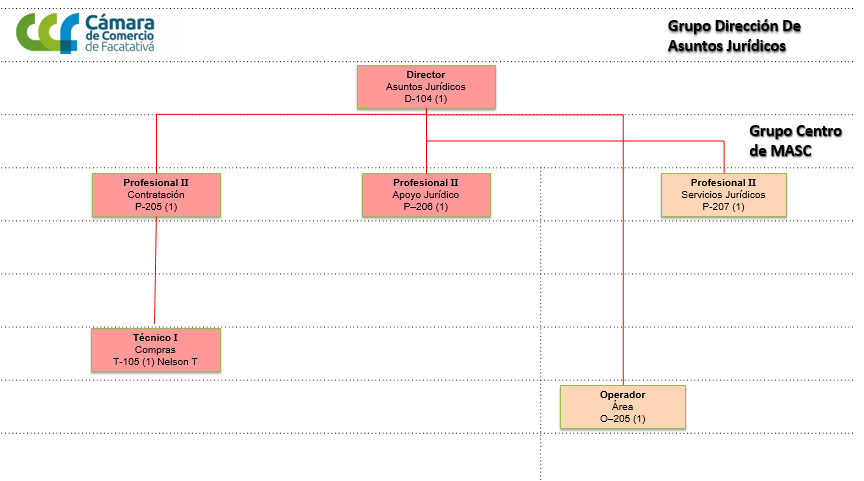 Cámara
de Comercio
de Facatativá
Grupo Dirección De
Asuntos Jurídicos
Director
Asuntos Jurídicos
D-104 (1)
Grupo Centro
de MASC
Profesional II
Contratación
P-205 (1)
Profesional II
Apoyo Jurídico
P–206 (1)
Profesional II
Servicios Jurídicos
P-207 (1)
Técnico I
Compras
T-105 (1) Nelson T
Operador
Área
O–205 (1)